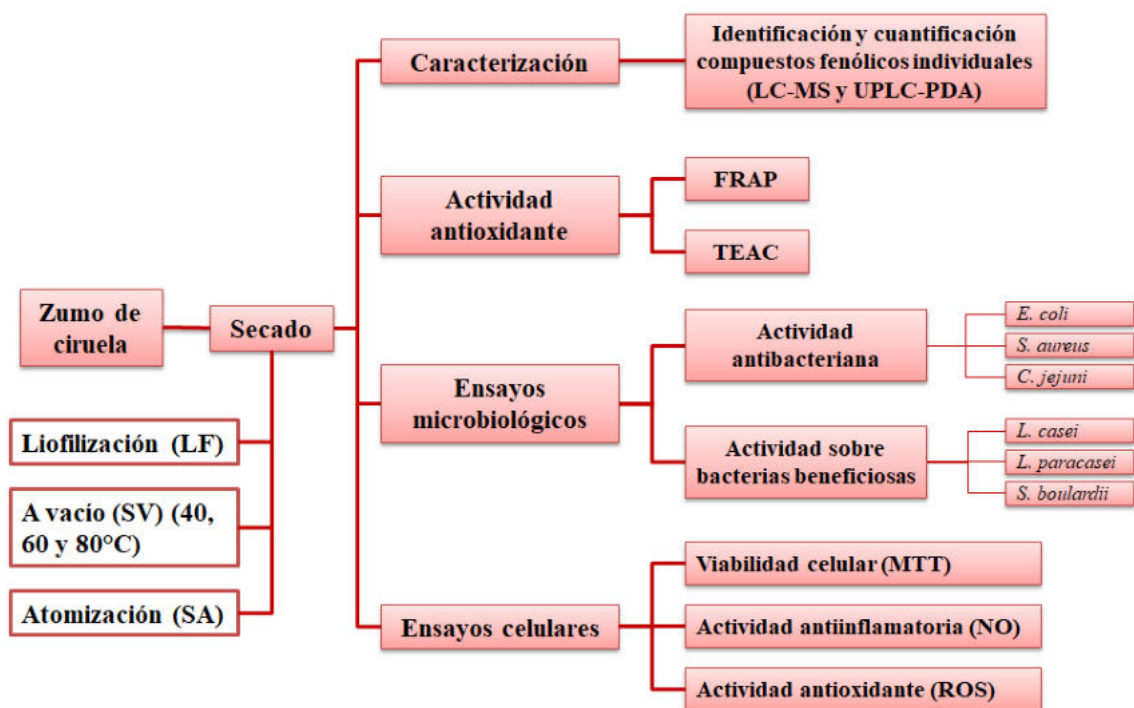 Zumo de
ciruela
Secado
Liofilización (LF)
A vacío (SV) (40,
60 y 80°C)
Atomización (SA)
Caracterización
Identificación y cuantificación
compuestos fenólicos individuales
(LC-MS y UPLC-PDA)
Actividad
antioxidante
FRAP
TEAC
Ensayos
microbiológicos
Actividad
antibacteriana
E. coli
S. aureus
C. jejuni
Actividad sobre
bacterias beneficiosas
L. casei
L. paracasei
S. boulardii
Ensayos celulares
Viabilidad celular (MTT)
Actividad antiinflamatoria (NO)
Actividad antioxidante (ROS)